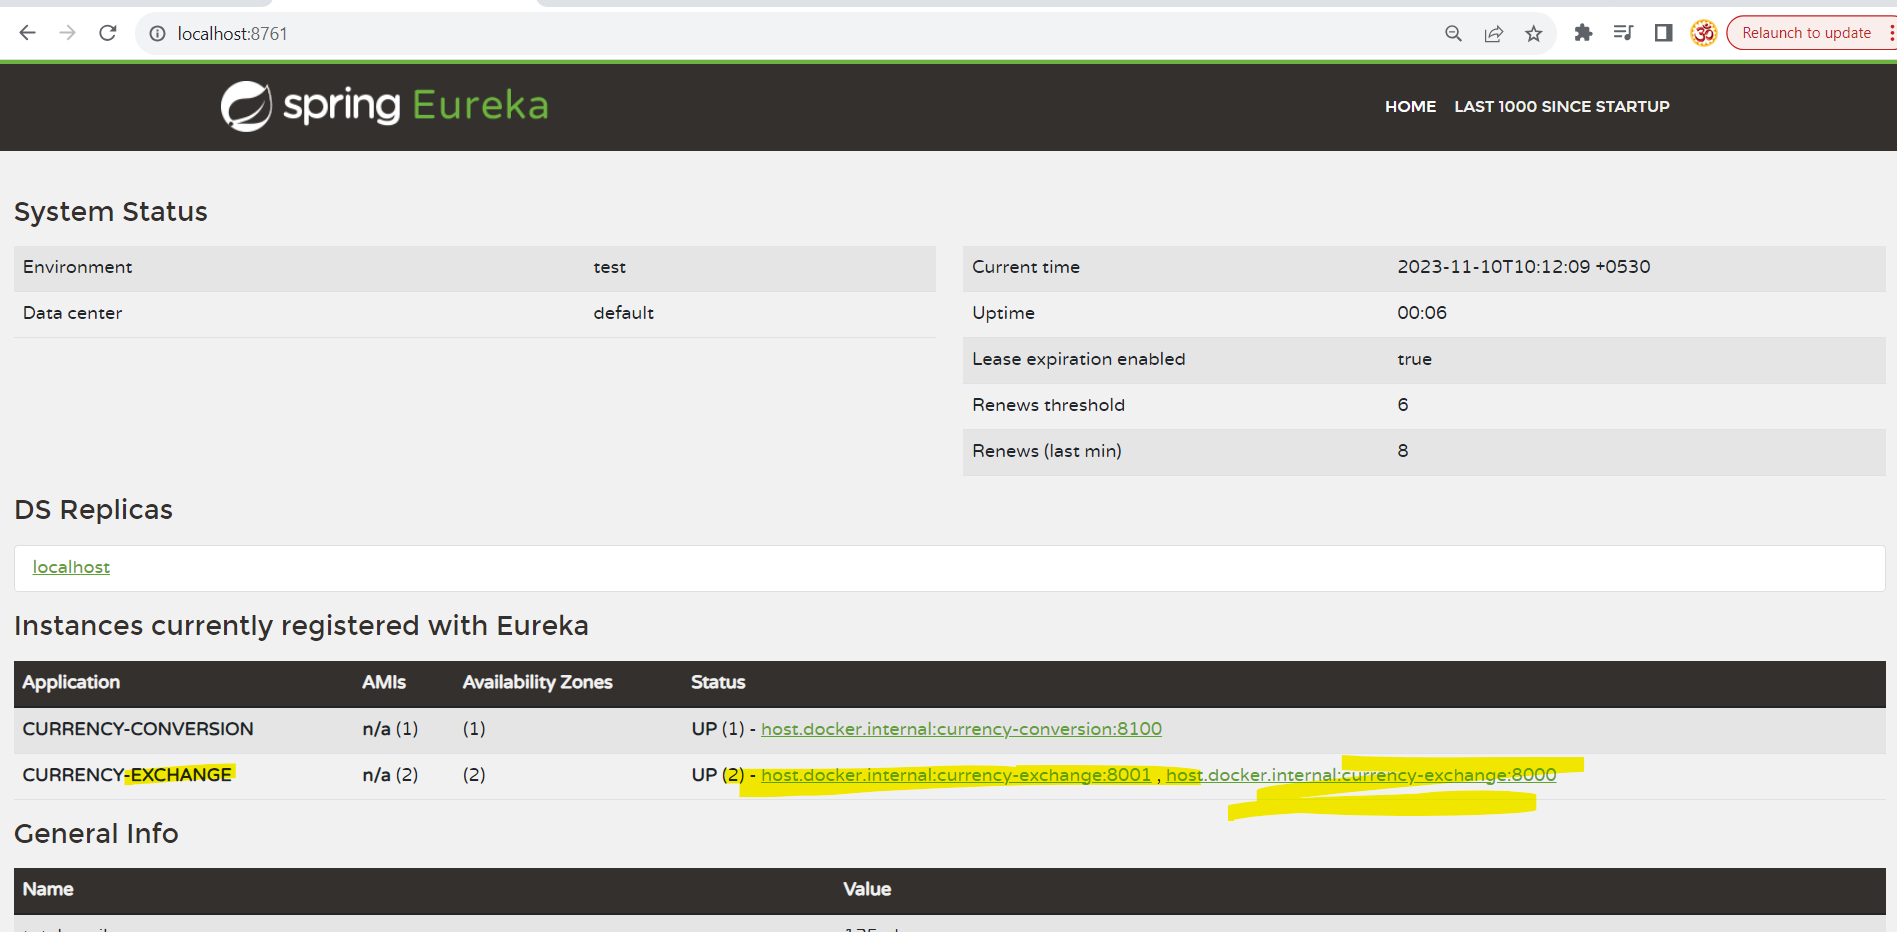 localhost:8761
Relaunch to update
spring Eureka
HOME LAST 1000 SINCE STARTUP
System Status
Environment test
Data center default
Current time 2023-11-10T10:12:09 +0530
Uptime 00:06
Lease expiration enabled true
Renews threshold 6
Renews (last min) 8
DS Replicas
localhost
Instances currently registered with Eureka
Application AMIs Availability Zones Status
CURRENCY-CONVERSION n/a (1) (1) UP (1) - host.docker.internal:currency-conversion:8100
CURRENCY-EXCHANGE n/a (2) (2) UP (2) - host.docker.internal:currency-exchange:8001 , host.docker.internal:currency-exchange:8000
General Info
Name Value